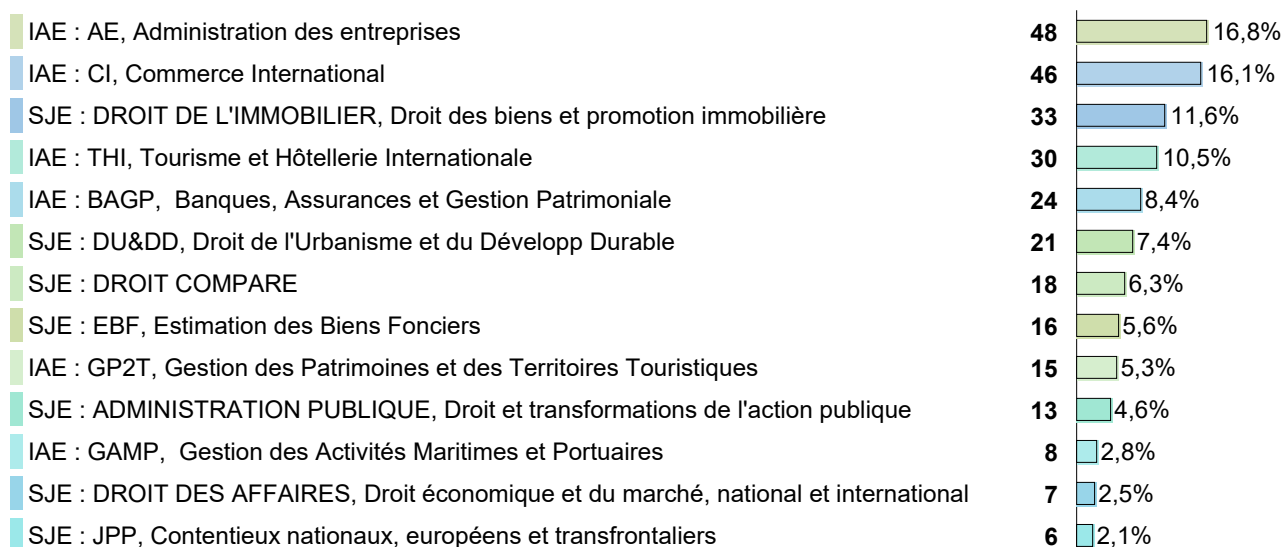 IAE : AE, Administration des entreprises 48 16,8%
IAE : CI, Commerce International 46 16,1%
SJE : DROIT DE L'IMMOBILIER, Droit des biens et promotion immobilière 33 11,6%
IAE : THI, Tourisme et Hôtellerie Internationale 30 10,5%
IAE : BAGP, Banques, Assurances et Gestion Patrimoniale 24 8,4%
SJE : DU&DD, Droit de l'Urbanisme et du Développ Durable 21 7,4%
SJE : DROIT COMPARE 18 6,3%
SJE : EBF, Estimation des Biens Fonciers 16 5,6%
IAE : GP2T, Gestion des Patrimoines et des Territoires Touristiques 15 5,3%
SJE : ADMINISTRATION PUBLIQUE, Droit et transformations de l'action publique 13 4,6%
IAE : GAMP, Gestion des Activités Maritimes et Portuaires 8 2,8%
SJE : DROIT DES AFFAIRES, Droit économique et du marché, national et international 7 2,5%
SJE : JPP, Contentieux nationaux, européens et transfrontaliers 6 2,1%